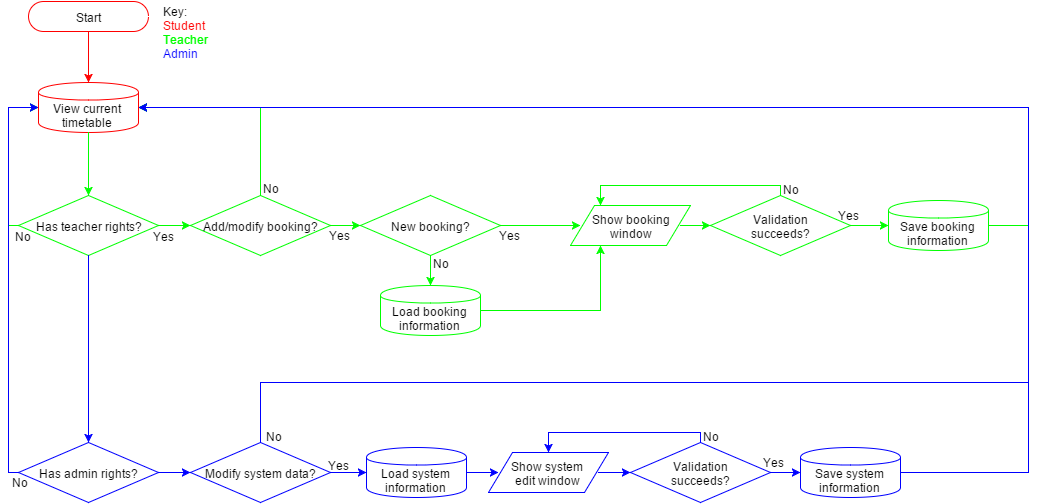 Start
Key:
Student
Teacher
Admin
View current
timetable
No
Has teacher rights?
No
Yes
Add/modify booking?
Yes
New booking?
Yes
No
Show booking
window
No
Validation
succeeds?
Yes
Save booking
information
Load booking
information
Has admin rights?
No
No
Modify system data?
Yes
Load system
information
Show system
edit window
No
Validation
succeeds?
Yes
Save system
information